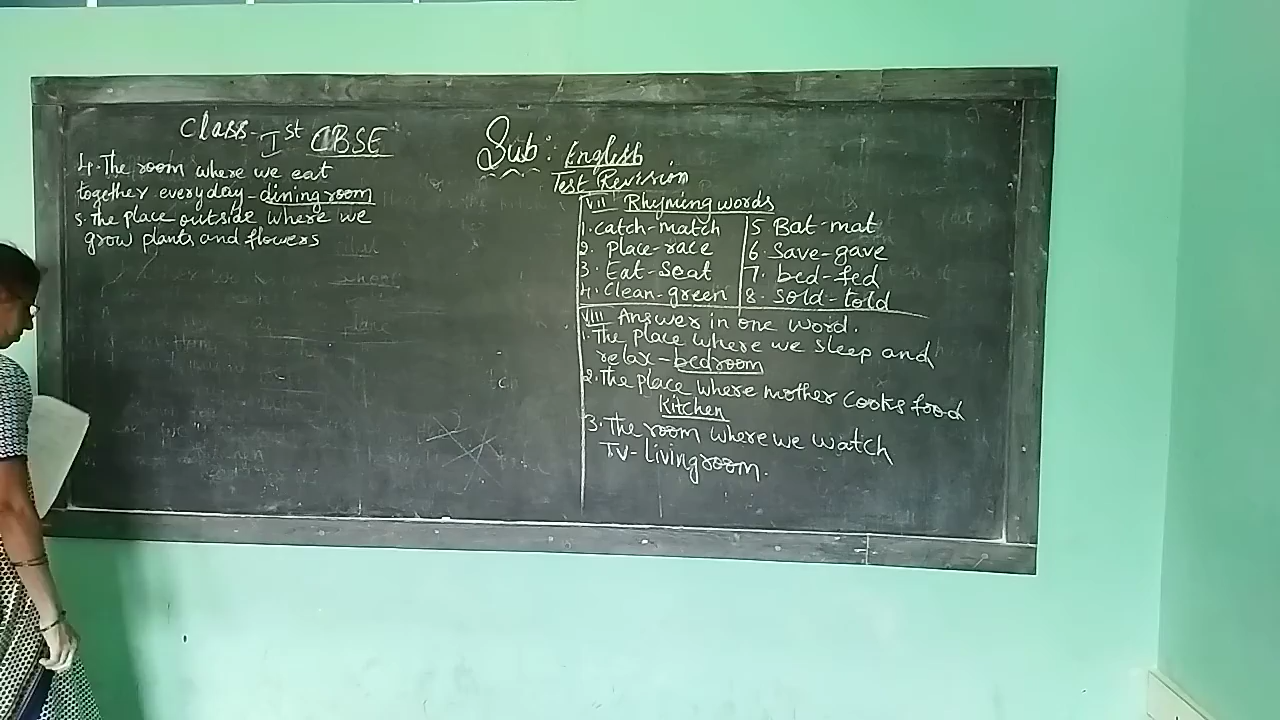 Class - Ist CBSE
Sub : English
Test Revision
VII Rhyming words
1. catch - match
2. place - race
3. Eat - Seat
4. Clean - green
5 Bat - mat
6. Save - gave
7. bed - fed
8. Sold - told
VIII Answer in one word.
1. The place where we sleep and
relax - bedroom
2. The place where mother cooks food
Kitchen
3. The room where we watch
TV - Living room.
4. The room where we eat
together everyday - dining room
5. The place outside where we
grow plants and flowers